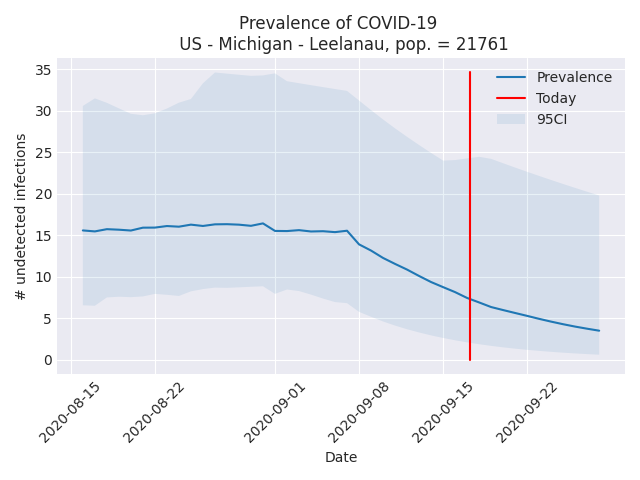 Prevalence of COVID-19
US - Michigan - Leelanau, pop. = 21761
# undetected infections
35
30
25
20
15
10
5
0
Prevalence
Today
95CI
2020-08-15
2020-08-22
2020-09-01
2020-09-08
2020-09-15
2020-09-22
Date